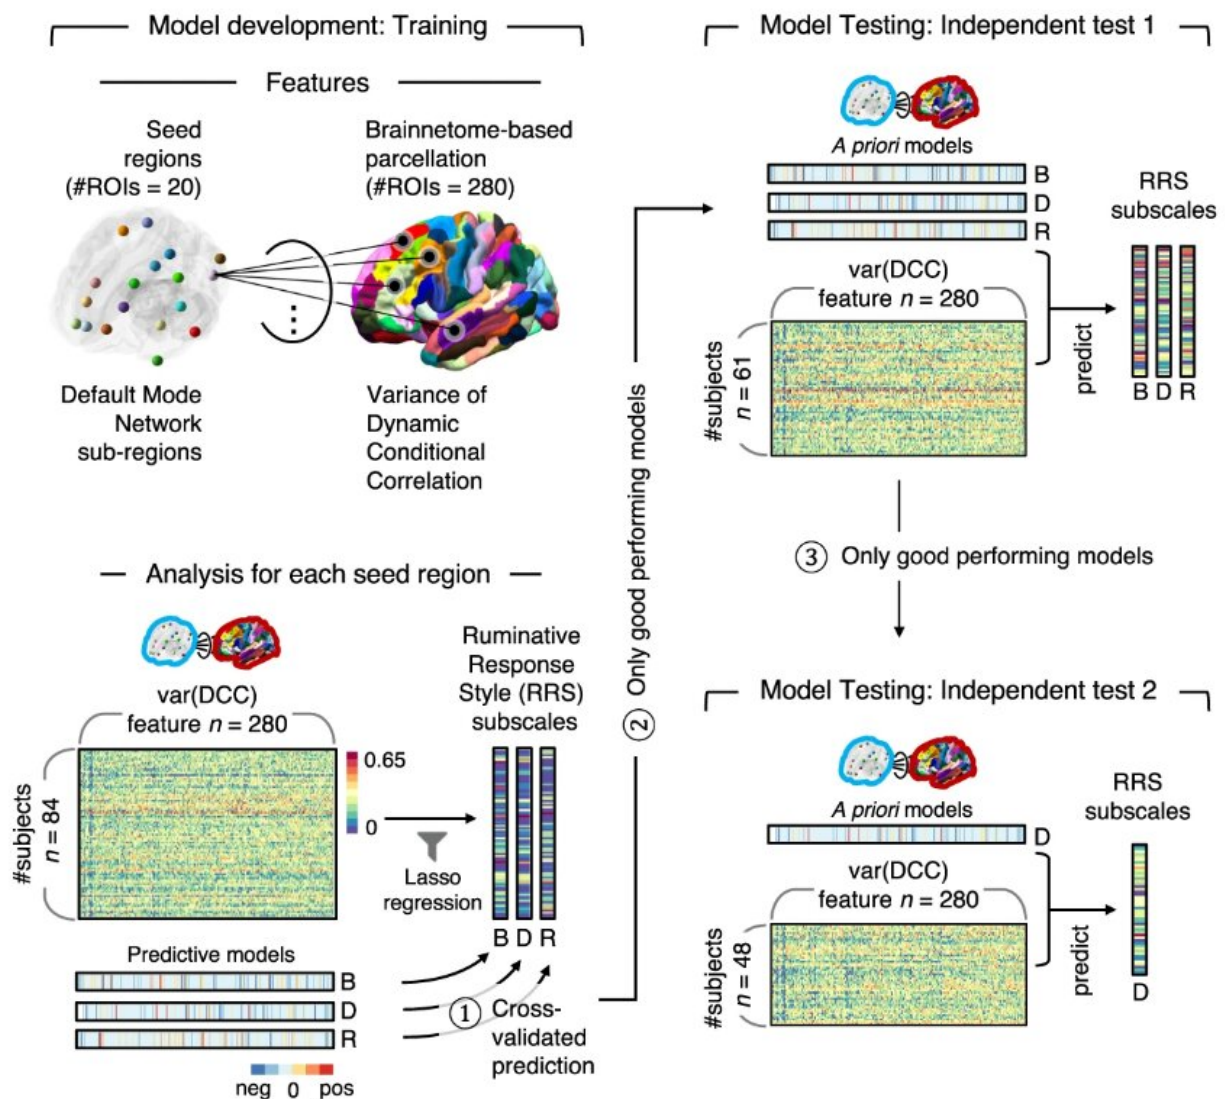 Model development: Training
Features
Seed
regions
(#ROIs = 20)
Brainnetome-based
parcellation
(#ROIs = 280)
Default Mode
Network
sub-regions
Variance of
Dynamic
Conditional
Correlation
Analysis for each seed region
var(DCC)
feature n = 280
#subjects
n = 84
0.65
0
Lasso
regression
Ruminative
Response
Style (RRS)
subscales
B D R
Predictive models
B
D
R
neg 0 pos
1 Cross-
validated
prediction
2 Only good performing models
Model Testing: Independent test 1
A priori models
B
D
R
var(DCC)
feature n = 280
#subjects
n = 61
predict
RRS
subscales
B D R
3 Only good performing models
Model Testing: Independent test 2
A priori models
D
var(DCC)
feature n = 280
#subjects
n = 48
predict
RRS
subscales
D